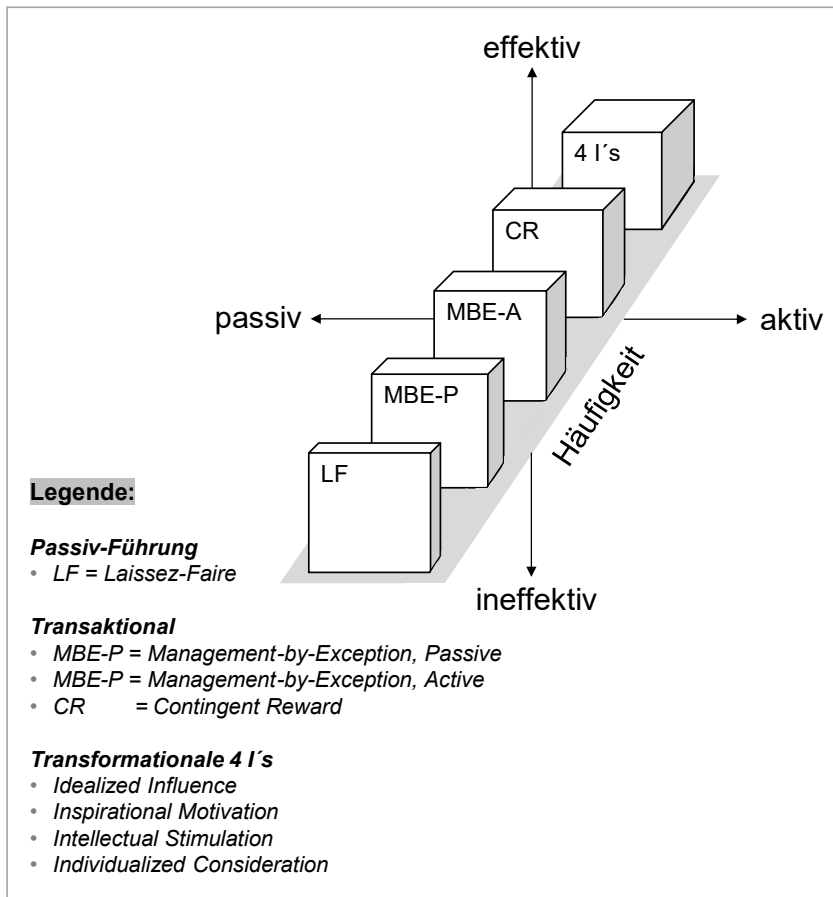 effektiv
4 I´s
CR
passiv
MBE-A
aktiv
MBE-P
Häufigkeit
LF
ineffektiv
Legende:
Passiv-Führung
• LF = Laissez-Faire
Transaktional
• MBE-P = Management-by-Exception, Passive
• MBE-P = Management-by-Exception, Active
• CR = Contingent Reward
Transformationale 4 I´s
• Idealized Influence
• Inspirational Motivation
• Intellectual Stimulation
• Individualized Consideration